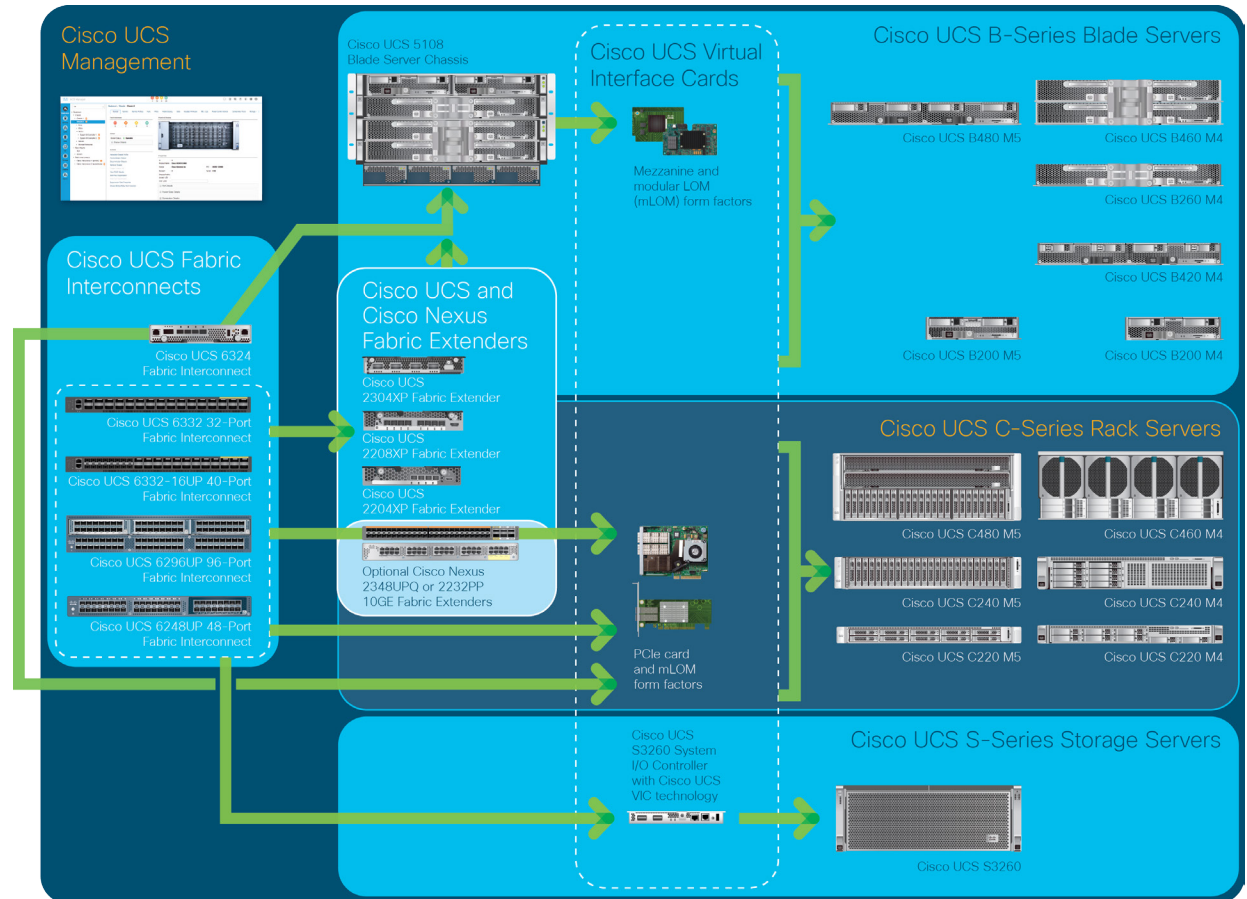 Cisco UCS
Management
Cisco UCS 5108
Blade Server Chassis
Cisco UCS Virtual
Interface Cards
Mezzanine and
modular LOM
(mLOM) form factors
Cisco UCS B-Series Blade Servers
Cisco UCS B480 M5
Cisco UCS B460 M4
Cisco UCS B260 M4
Cisco UCS B420 M4
Cisco UCS B200 M5
Cisco UCS B200 M4
Cisco UCS Fabric
Interconnects
Cisco UCS 6324
Fabric Interconnect
Cisco UCS 6332 32-Port
Fabric Interconnect
Cisco UCS 6332-16UP 40-Port
Fabric Interconnect
Cisco UCS 6296UP 96-Port
Fabric Interconnect
Cisco UCS 6248UP 48-Port
Fabric Interconnect
Cisco UCS and
Cisco Nexus
Fabric Extenders
Cisco UCS
2304XP Fabric Extender
Cisco UCS
2208XP Fabric Extender
Cisco UCS
2204XP Fabric Extender
Optional Cisco Nexus
2348UPQ or 2232PP
10GE Fabric Extenders
PCIe card
and mLOM
form factors
Cisco UCS C-Series Rack Servers
Cisco UCS C480 M5
Cisco UCS C460 M4
Cisco UCS C240 M5
Cisco UCS C240 M4
Cisco UCS C220 M5
Cisco UCS C220 M4
Cisco UCS
S3260 System
I/O Controller
with Cisco UCS
VIC technology
Cisco UCS S-Series Storage Servers
Cisco UCS S3260